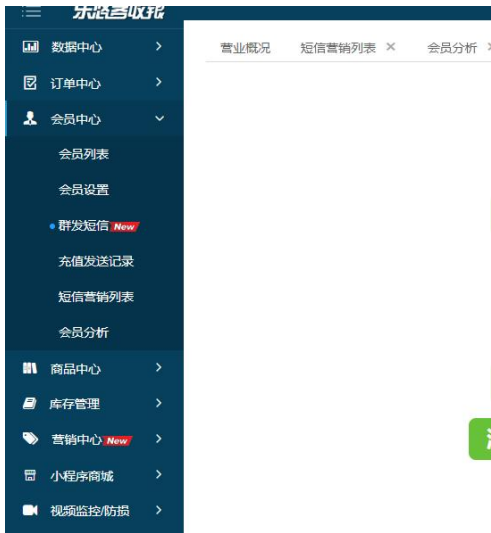 数据中心
营业概况 短信营销列表 × 会员分析
订单中心
会员中心
会员列表
会员设置
群发短信 New
充值发送记录
短信营销列表
会员分析
商品中心
库存管理
营销中心 New
小程序商城
视频监控/防损